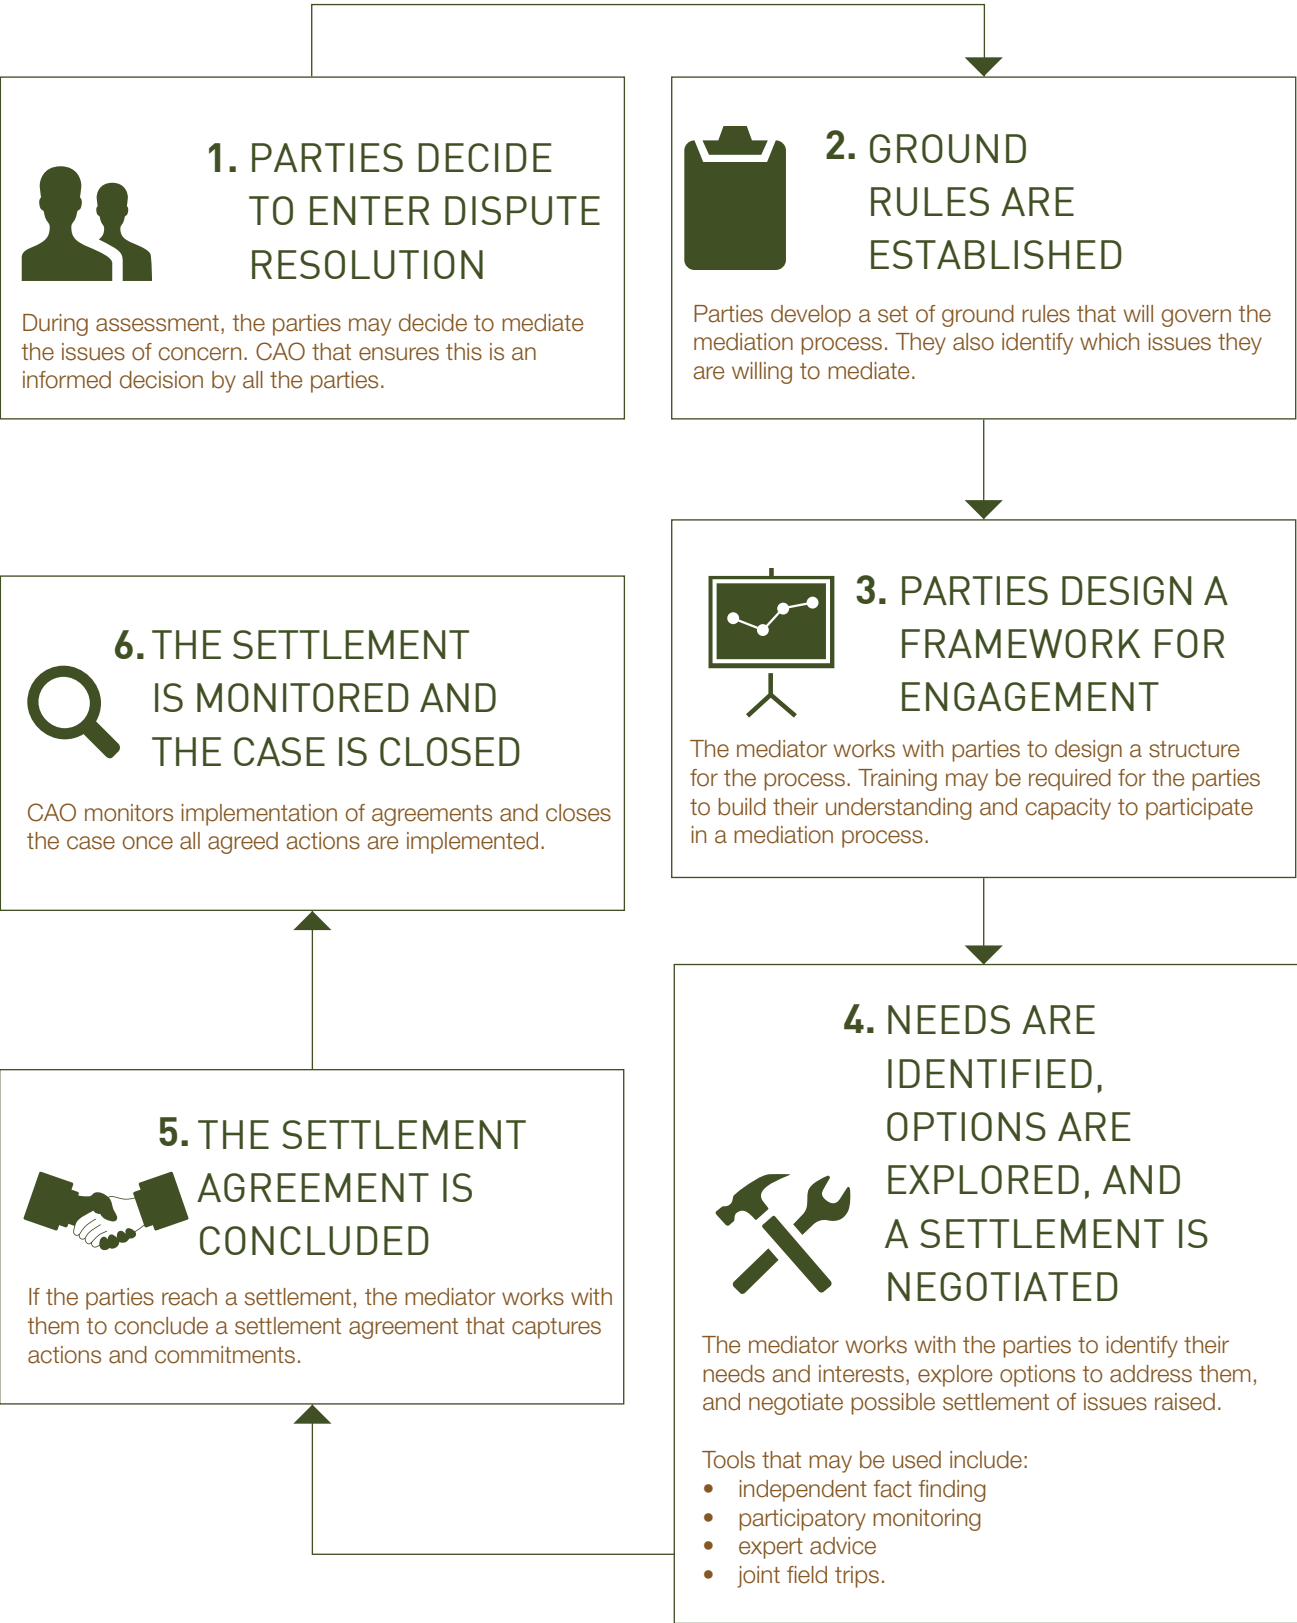 1. PARTIES DECIDE
TO ENTER DISPUTE
RESOLUTION
During assessment, the parties may decide to mediate
the issues of concern. CAO that ensures this is an
informed decision by all the parties.
2. GROUND
RULES ARE
ESTABLISHED
Parties develop a set of ground rules that will govern the
mediation process. They also identify which issues they
are willing to mediate.
3. PARTIES DESIGN A
FRAMEWORK FOR
ENGAGEMENT
The mediator works with parties to design a structure
for the process. Training may be required for the parties
to build their understanding and capacity to participate
in a mediation process.
4. NEEDS ARE
IDENTIFIED,
OPTIONS ARE
EXPLORED, AND
A SETTLEMENT IS
NEGOTIATED
The mediator works with the parties to identify their
needs and interests, explore options to address them,
and negotiate possible settlement of issues raised.
Tools that may be used include:
• independent fact finding
• participatory monitoring
• expert advice
• joint field trips.
5. THE SETTLEMENT
AGREEMENT IS
CONCLUDED
If the parties reach a settlement, the mediator works with
them to conclude a settlement agreement that captures
actions and commitments.
6. THE SETTLEMENT
IS MONITORED AND
THE CASE IS CLOSED
CAO monitors implementation of agreements and closes
the case once all agreed actions are implemented.